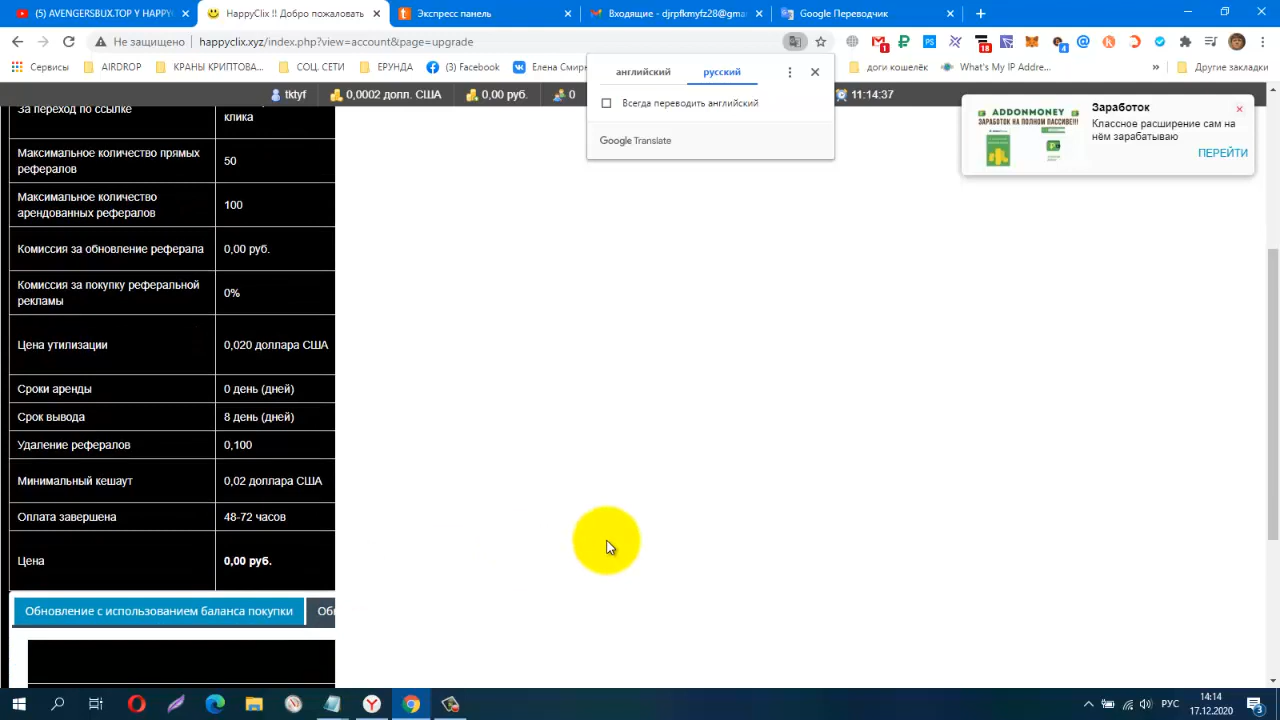 AVENGERSBUX.TOP У HAPPYC
HappyClix !! Добро пожаловать
Экспресс панель
Входящие - djrpfkmyfz28@gma
Google Переводчик
Не защищено
happyclix.xyz/index.php?view=account&page=upgrade
Сервисы
AIRDROP
КРАНЫ КРИПТОВА...
СОЦ. СЕТИ
ЕРУНДА
(3) Facebook
Елена Смир
доги кошелёк
What's My IP Addre...
Другие закладки
английский
русский
Всегда переводить английский
Google Translate
tktyf
0,0002 долл. США
0,00 руб.
0
11:14:37
Заработок
Классное расширение сам на
нём зарабатываю
ПЕРЕЙТИ
ADDONMONEY
ЗАРАБОТОК НА ПОЛНОМ ПАССИВЕ!!!
За переход по ссылке
клика
Максимальное количество прямых
рефералов
50
Максимальное количество
арендованных рефералов
100
Комиссия за обновление реферала
0,00 руб.
Комиссия за покупку реферальной
рекламы
0%
Цена утилизации
0,020 доллара США
Сроки аренды
0 день (дней)
Срок вывода
8 день (дней)
Удаление рефералов
0,100
Минимальный кешаут
0,02 доллара США
Оплата завершена
48-72 часов
Цена
0,00 руб.
Обновление с использованием баланса покупки
Об
РУС
14:14
17.12.2020